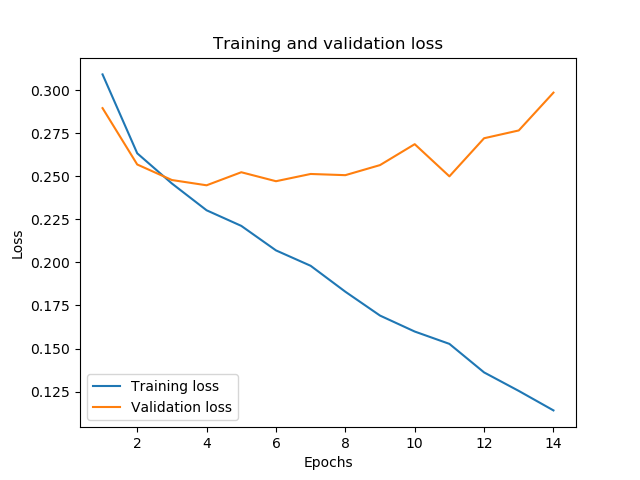 Training and validation loss
0.300
0.275
0.250
0.225
0.200
0.175
0.150
0.125
Loss
Training loss
Validation loss
2 4 6 8 10 12 14
Epochs